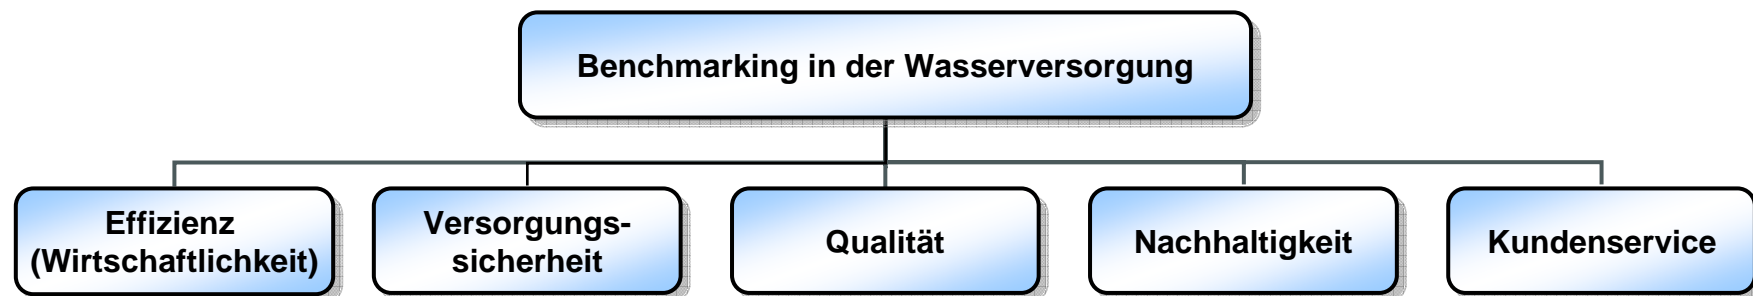 Benchmarking in der Wasserversorgung
Effizienz
(Wirtschaftlichkeit)
Versorgungs-
sicherheit
Qualität
Nachhaltigkeit
Kundenservice